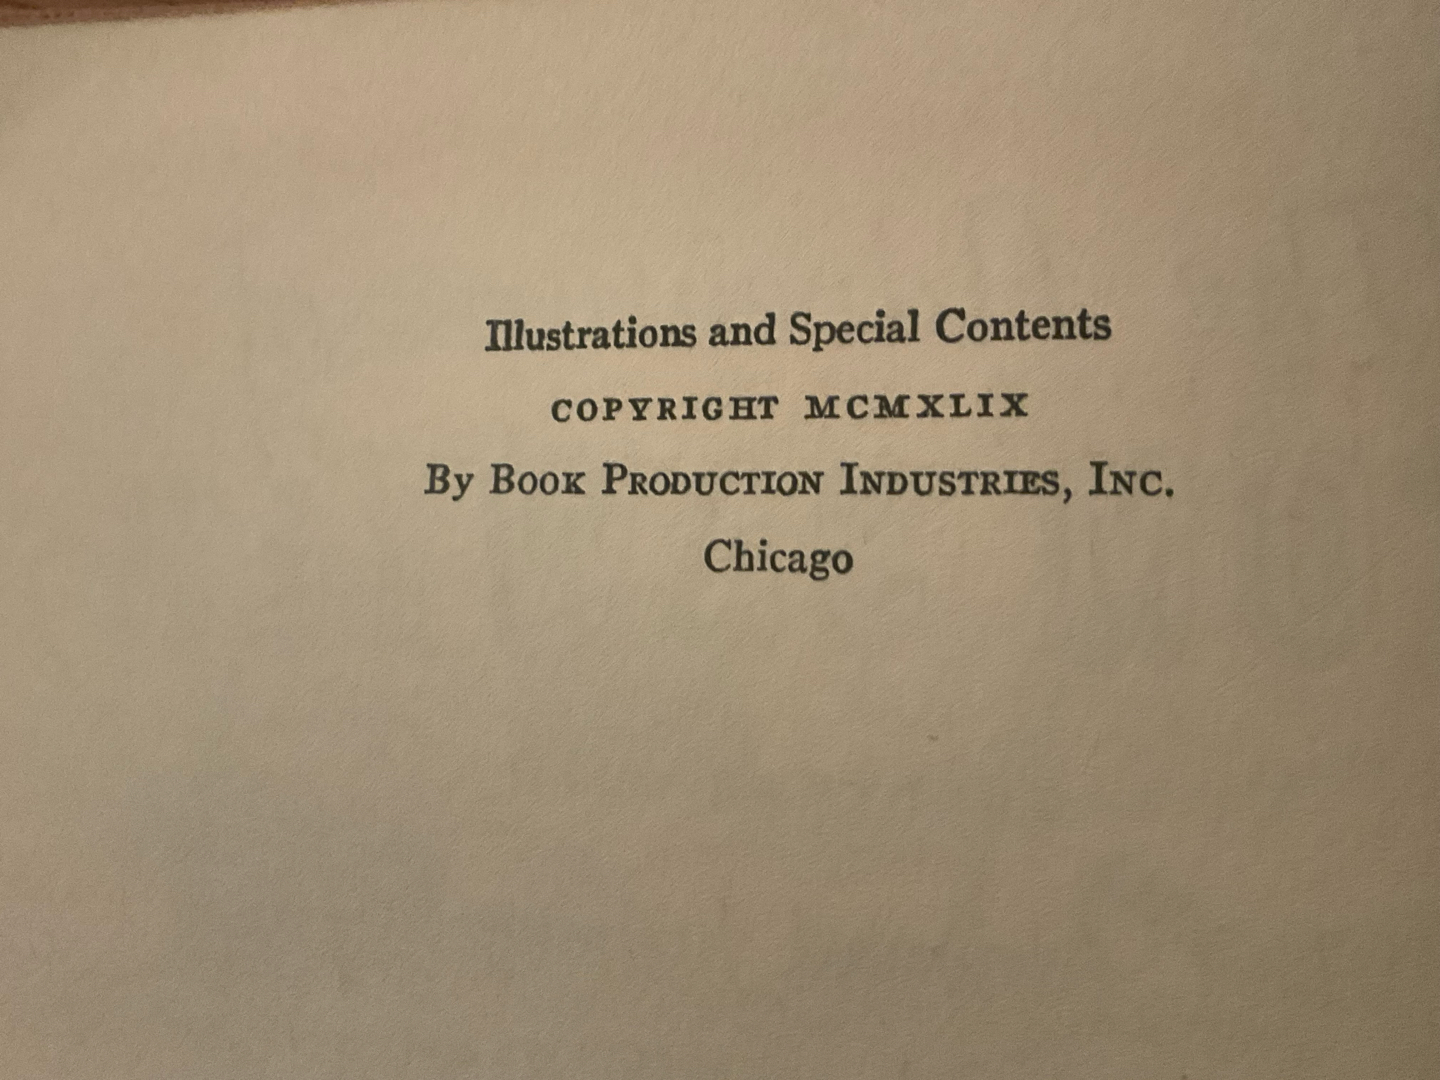 Illustrations and Special Contents
COPYRIGHT MCMXLIX
By BOOK PRODUCTION INDUSTRIES, INC.
Chicago